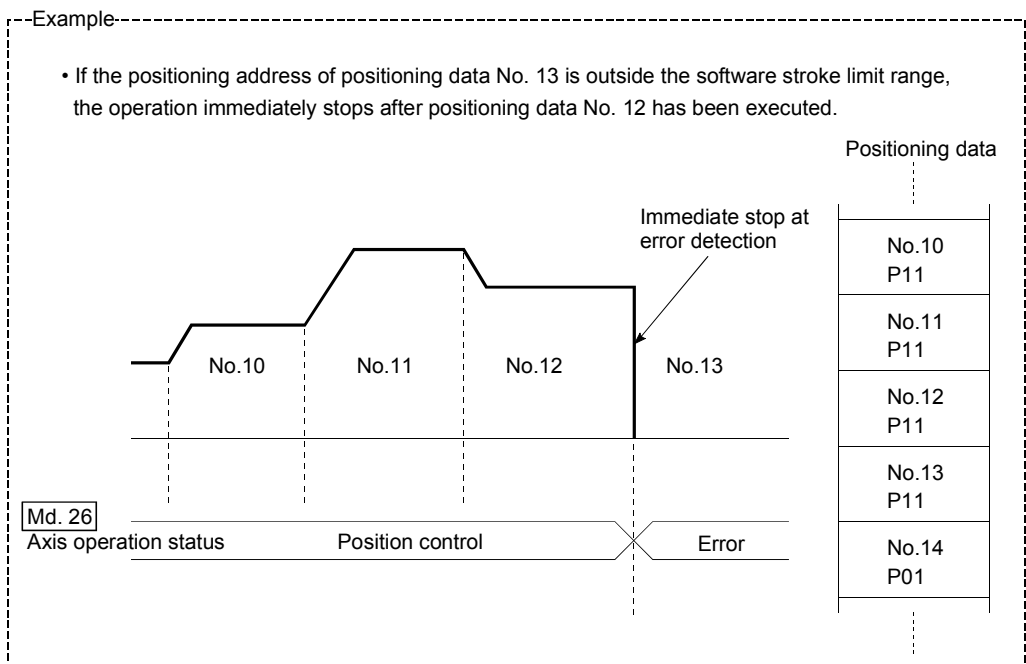 Example
• If the positioning address of positioning data No. 13 is outside the software stroke limit range,
the operation immediately stops after positioning data No. 12 has been executed.
Positioning data
Immediate stop at
error detection
No.10
No.11
No.12
No.13
No.10
P11
No.11
P11
No.12
P11
No.13
P11
No.14
P01
Md. 26
Axis operation status
Position control
Error